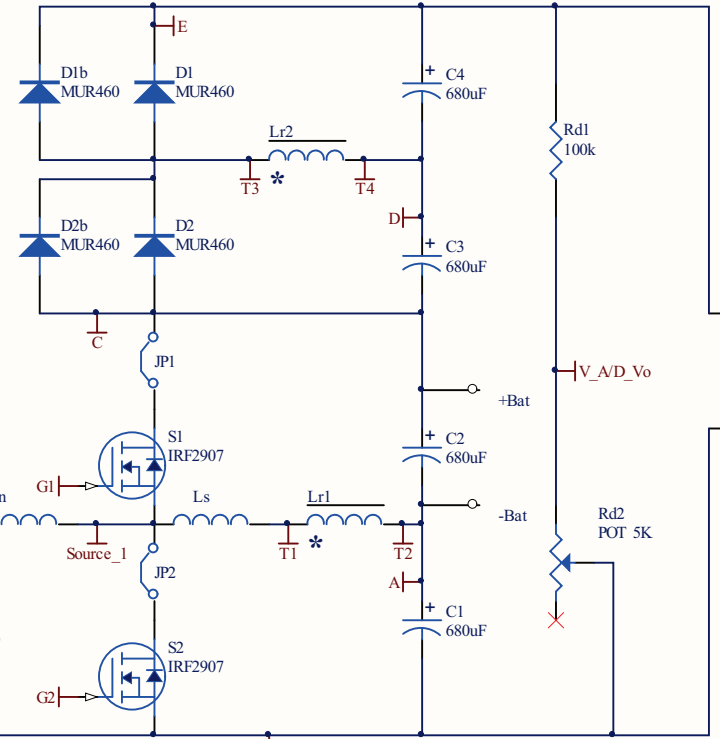 E
D1b
MUR460
D1
MUR460
+
C4
680uF
Lr2
Rd1
100k
T3
*
T4
D2b
MUR460
D2
MUR460
D
+
C3
680uF
C
JP1
V_A/D_Vo
+Bat
S1
IRF2907
+
C2
680uF
G1
n
Ls
Lr1
-Bat
Rd2
POT 5K
Source_1
T1
*
T2
JP2
A
+
C1
680uF
S2
IRF2907
G2